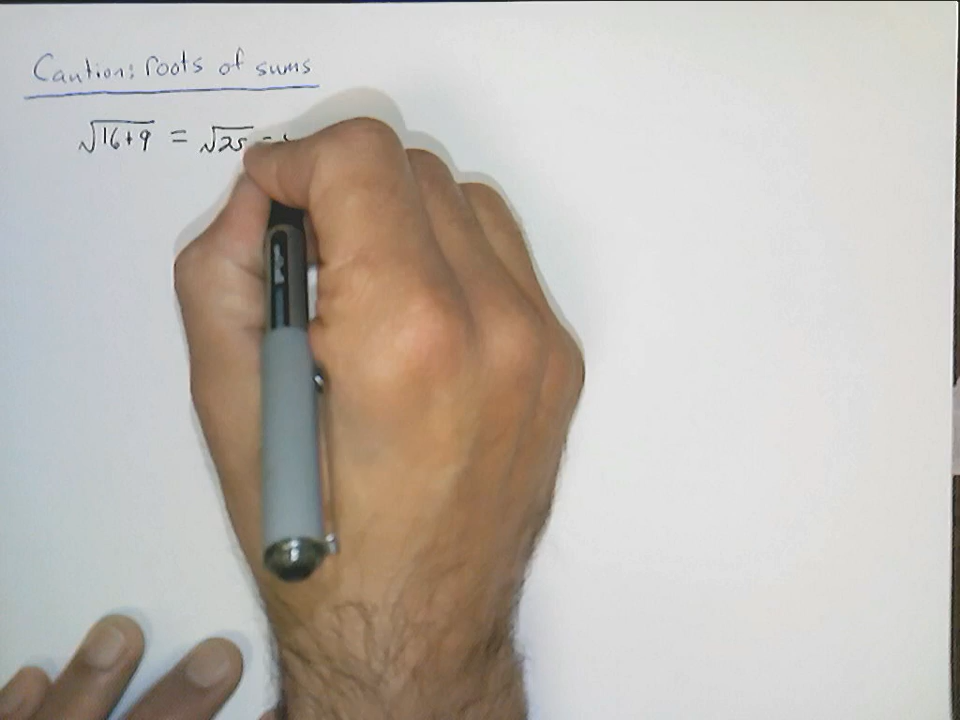 Caution: roots of sums
√16+9 = √25 =